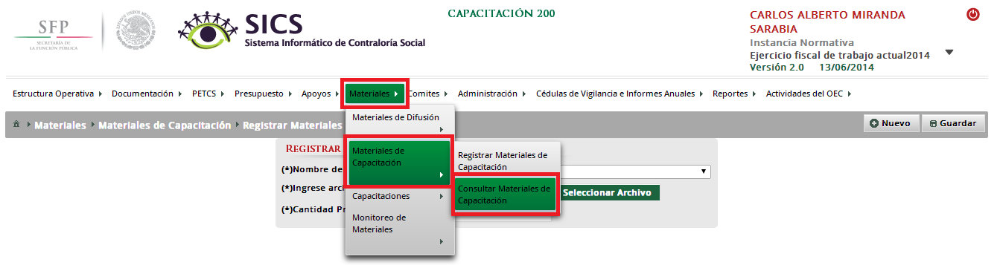 SFP
SECRETARÍA DE
LA FUNCIÓN PÚBLICA
ESTADOS UNIDOS MEXICANOS
SICS
Sistema Informático de Contraloría Social
CAPACITACIÓN 200
CARLOS ALBERTO MIRANDA
SARABIA
Instancia Normativa
Ejercicio fiscal de trabajo actual2014
Versión 2.0 13/06/2014
Estructura Operativa Documentación PETCS Presupuesto Apoyos Materiales Comites Administración Cédulas de Vigilancia e Informes Anuales Reportes Actividades del OEC
Materiales Materiales de Capacitación Registrar Materiales
Nuevo Guardar
Materiales de Difusión
Materiales de
Capacitación
Capacitaciones
Monitoreo de
Materiales
Registrar Materiales de
Capacitación
Consultar Materiales de
Capacitación
REGISTRAR
(*)Nombre de
(*)Ingrese arc
Seleccionar Archivo
(*)Cantidad Pr